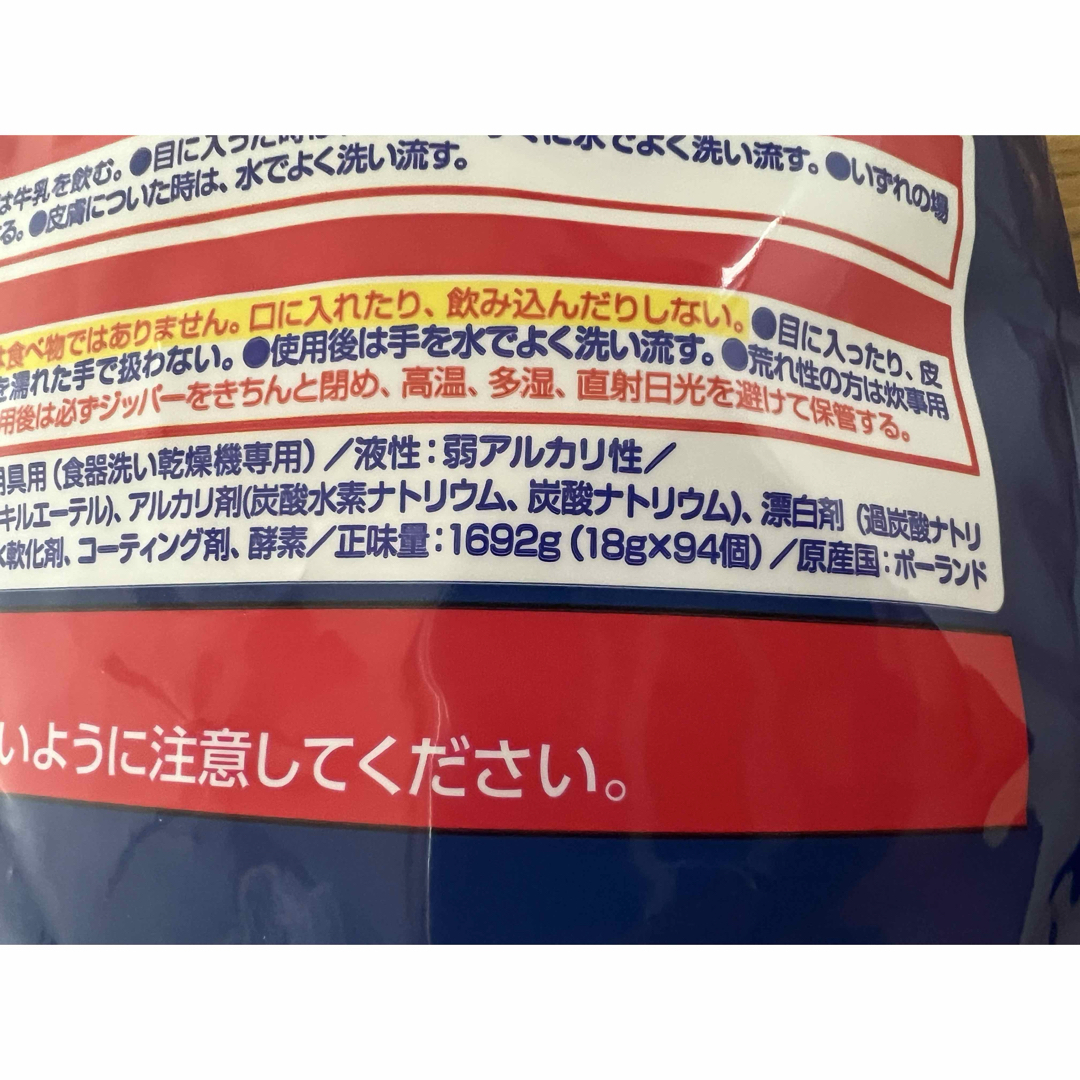 は牛乳を飲む。●目に入った時は
に水でよく洗い流す。●いずれの場
る。●皮膚についた時は、水でよく洗い流す。
は食べ物ではありません。口に入れたり、飲み込んだりしない。●目に入ったり、皮
を濡れた手で扱わない。●使用後は手を水でよく洗い流す。●荒れ性の方は炊事用
用後は必ずジッパーをきちんと閉め、高温、多湿、直射日光を避けて保管する。
用具用（食器洗い乾燥機専用）／液性：弱アルカリ性／
キルエーテル)、アルカリ剤(炭酸水素ナトリウム、炭酸ナトリウム)、漂白剤（過炭酸ナトリ
水軟化剤、コーティング剤、酵素／正味量：1692g（18g×94個）／原産国：ポーランド
いように注意してください。